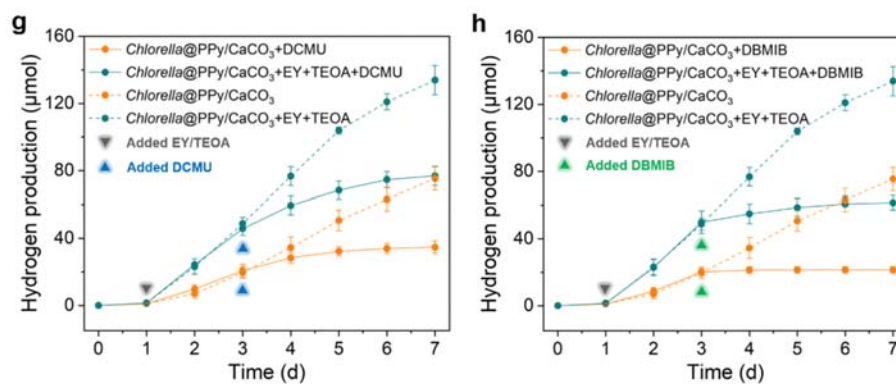 g
160
120
80
40
0
Hydrogen production (μmol)
Chlorella@PPy/CaCO₃+DCMU
Chlorella@PPy/CaCO₃+EY+TEOA+DCMU
Chlorella@PPy/CaCO₃
Chlorella@PPy/CaCO₃+EY+TEOA
Added EY/TEOA
Added DCMU
0 1 2 3 4 5 6 7
Time (d)
h
160
120
80
40
0
Hydrogen production (μmol)
Chlorella@PPy/CaCO₃+DBMIB
Chlorella@PPy/CaCO₃+EY+TEOA+DBMIB
Chlorella@PPy/CaCO₃
Chlorella@PPy/CaCO₃+EY+TEOA
Added EY/TEOA
Added DBMIB
0 1 2 3 4 5 6 7
Time (d)